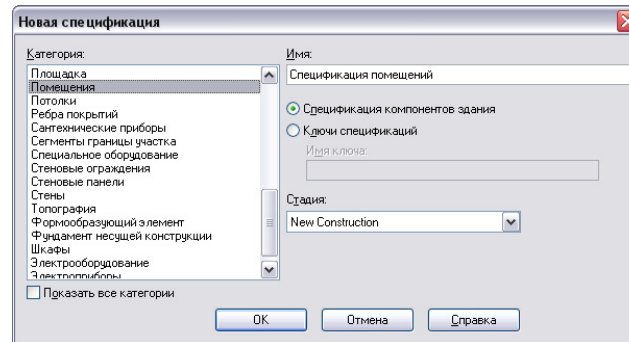 Новая спецификация
Категория:
Площадка
Помещения
Потолки
Ребра покрытий
Сантехнические приборы
Сегменты границы участка
Специальное оборудование
Стеновые ограждения
Стеновые панели
Стены
Топография
Формообразующий элемент
Фундамент несущей конструкции
Шкафы
Электрооборудование
Электроприборы
Показать все категории
Имя:
Спецификация помещений
Спецификация компонентов здания
Ключи спецификаций
Имя ключа:
Стадия:
New Construction
OK
Отмена
Справка